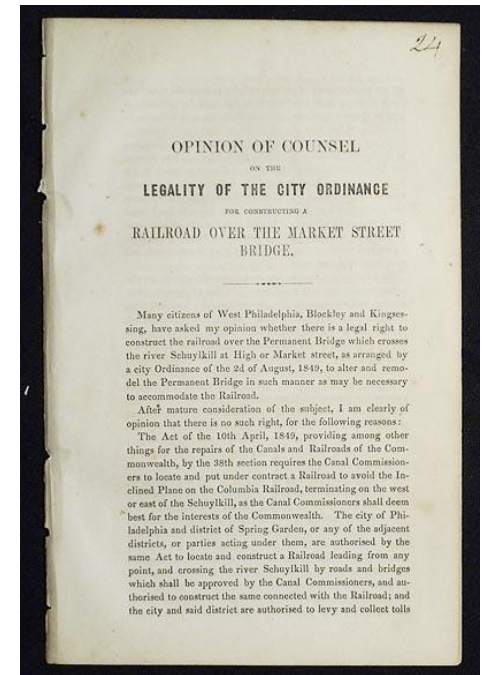 24
OPINION OF COUNSEL
ON THE
LEGALITY OF THE CITY ORDINANCE
FOR CONSTRUCTING A
RAILROAD OVER THE MARKET STREET
BRIDGE.
Many citizens of West Philadelphia, Blockley and Kingses-
sing, have asked my opinion whether there is a legal right to
construct the railroad over the Permanent Bridge which crosses
the river Schuylkill at High or Market street, as arranged by
a city Ordinance of the 2d of August, 1849, to alter and remo-
del the Permanent Bridge in such manner as may be necessary
to accommodate the Railroad.
After mature consideration of the subject, I am clearly of
opinion that there is no such right, for the following reasons:
The Act of the 10th April, 1849, providing among other
things for the repairs of the Canals and Railroads of the Com-
monwealth, by the 38th section requires the Canal Commission-
ers to locate and put under contract a Railroad to avoid the In-
clined Plane on the Columbia Railroad, terminating on the west
or east of the Schuylkill, as the Canal Commissioners shall deem
best for the interests of the Commonwealth. The city of Phi-
ladelphia and district of Spring Garden, or any of the adjacent
districts, or parties acting under them, are authorised by the
same Act to locate and construct a Railroad leading from any
point, and crossing the river Schuylkill by roads and bridges
which shall be approved by the Canal Commissioners, and au-
thorised to construct the same connected with the Railroad; and
the city and said district are authorised to levy and collect tolls